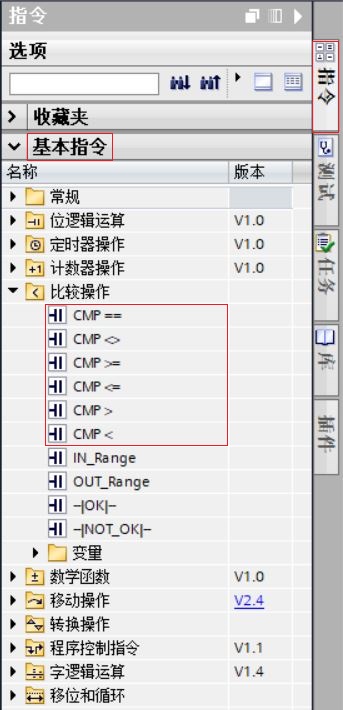 指令
选项
收藏夹
基本指令
名称 版本
常规
位逻辑运算 V1.0
定时器操作 V1.0
+1 计数器操作 V1.0
比较操作
CMP ==
CMP <>
CMP >=
CMP <=
CMP >
CMP <
IN_Range
OUT_Range
–|OK|–
–|NOT_OK|–
变量
数学函数 V1.0
移动操作 V2.4
转换操作
程序控制指令 V1.1
字逻辑运算 V1.4
移位和循环
指令
测试
任务
库
插件